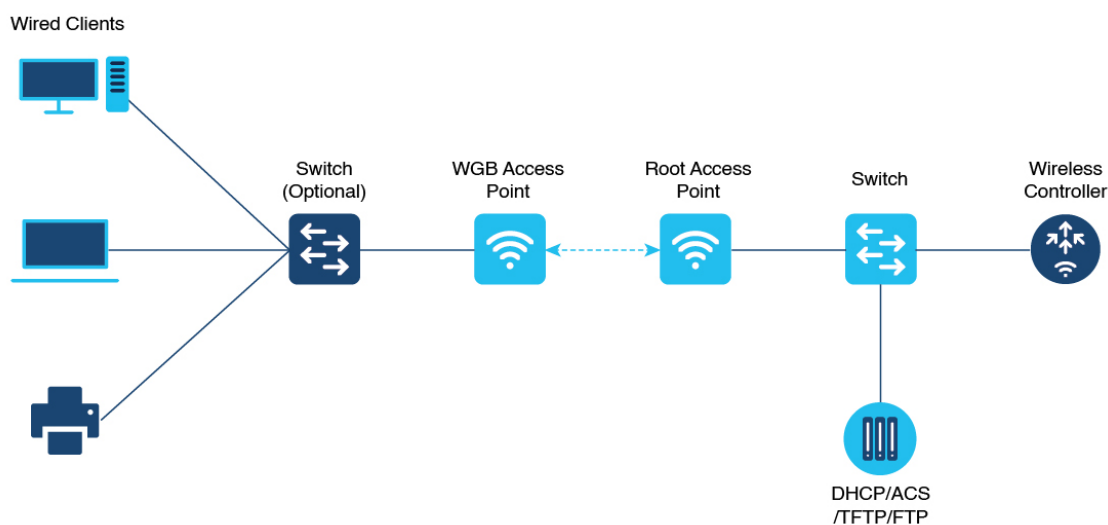 Wired Clients
Switch
(Optional)
WGB Access
Point
Root Access
Point
Switch
Wireless
Controller
DHCP/ACS
/TFTP/FTP